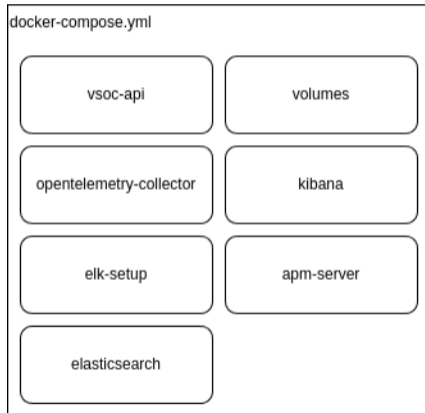 docker-compose.yml
vsoc-api
volumes
opentelemetry-collector
kibana
elk-setup
apm-server
elasticsearch